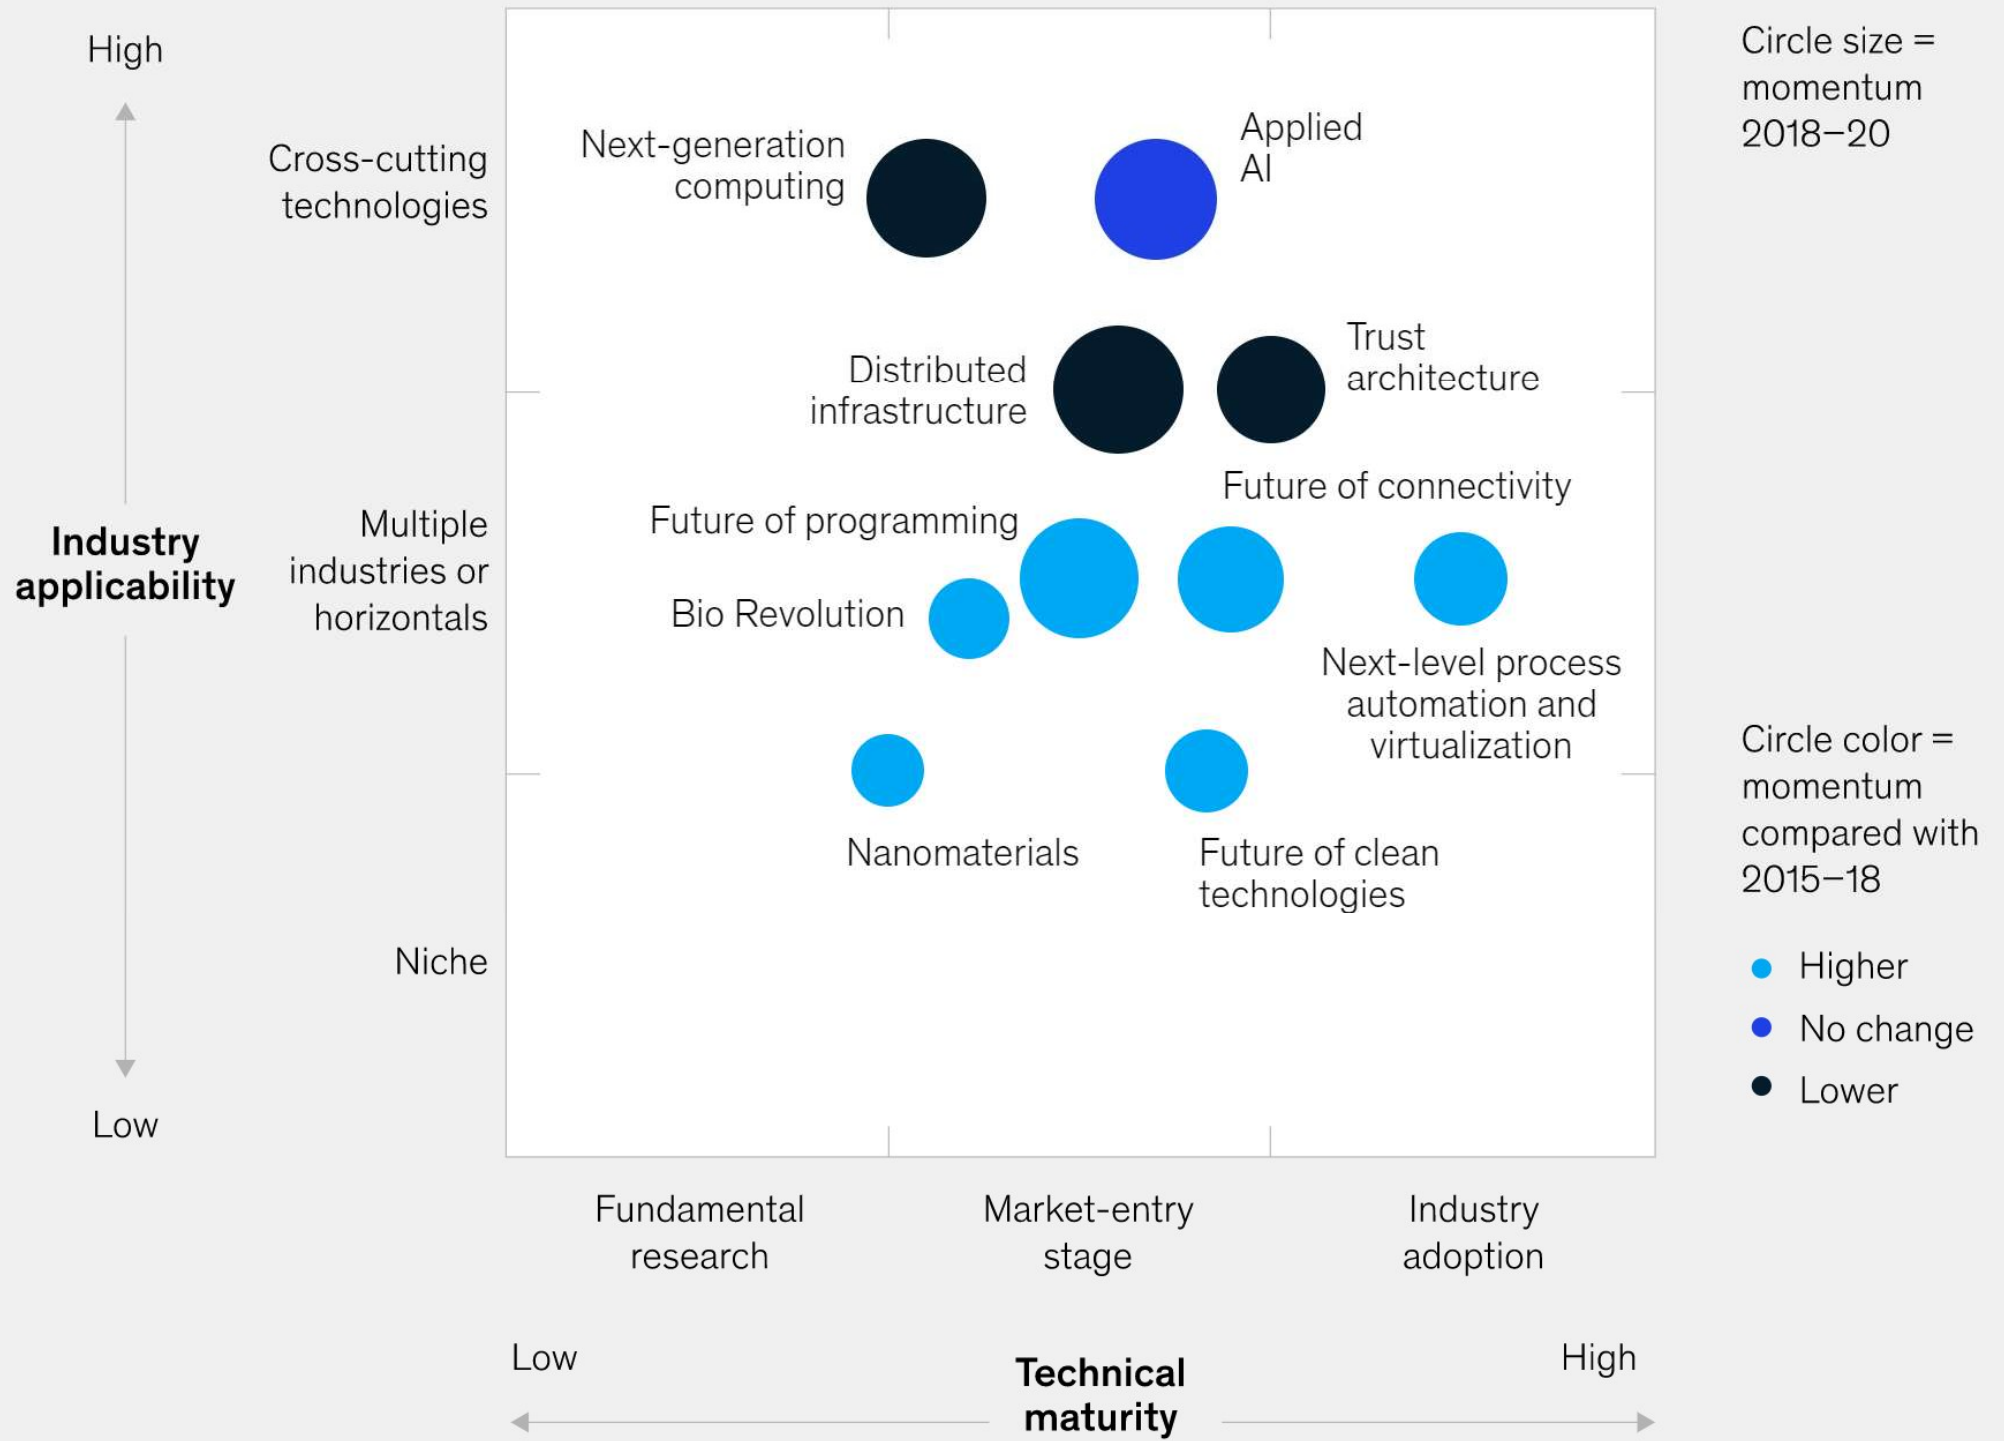 High
Cross-cutting
technologies
Industry
applicability
Multiple
industries or
horizontals
Niche
Low
Next-generation
computing
Applied
AI
Distributed
infrastructure
Trust
architecture
Future of connectivity
Future of programming
Bio Revolution
Next-level process
automation and
virtualization
Nanomaterials
Future of clean
technologies
Circle size =
momentum
2018–20
Circle color =
momentum
compared with
2015–18
Higher
No change
Lower
Fundamental
research
Market-entry
stage
Industry
adoption
Low
Technical
maturity
High